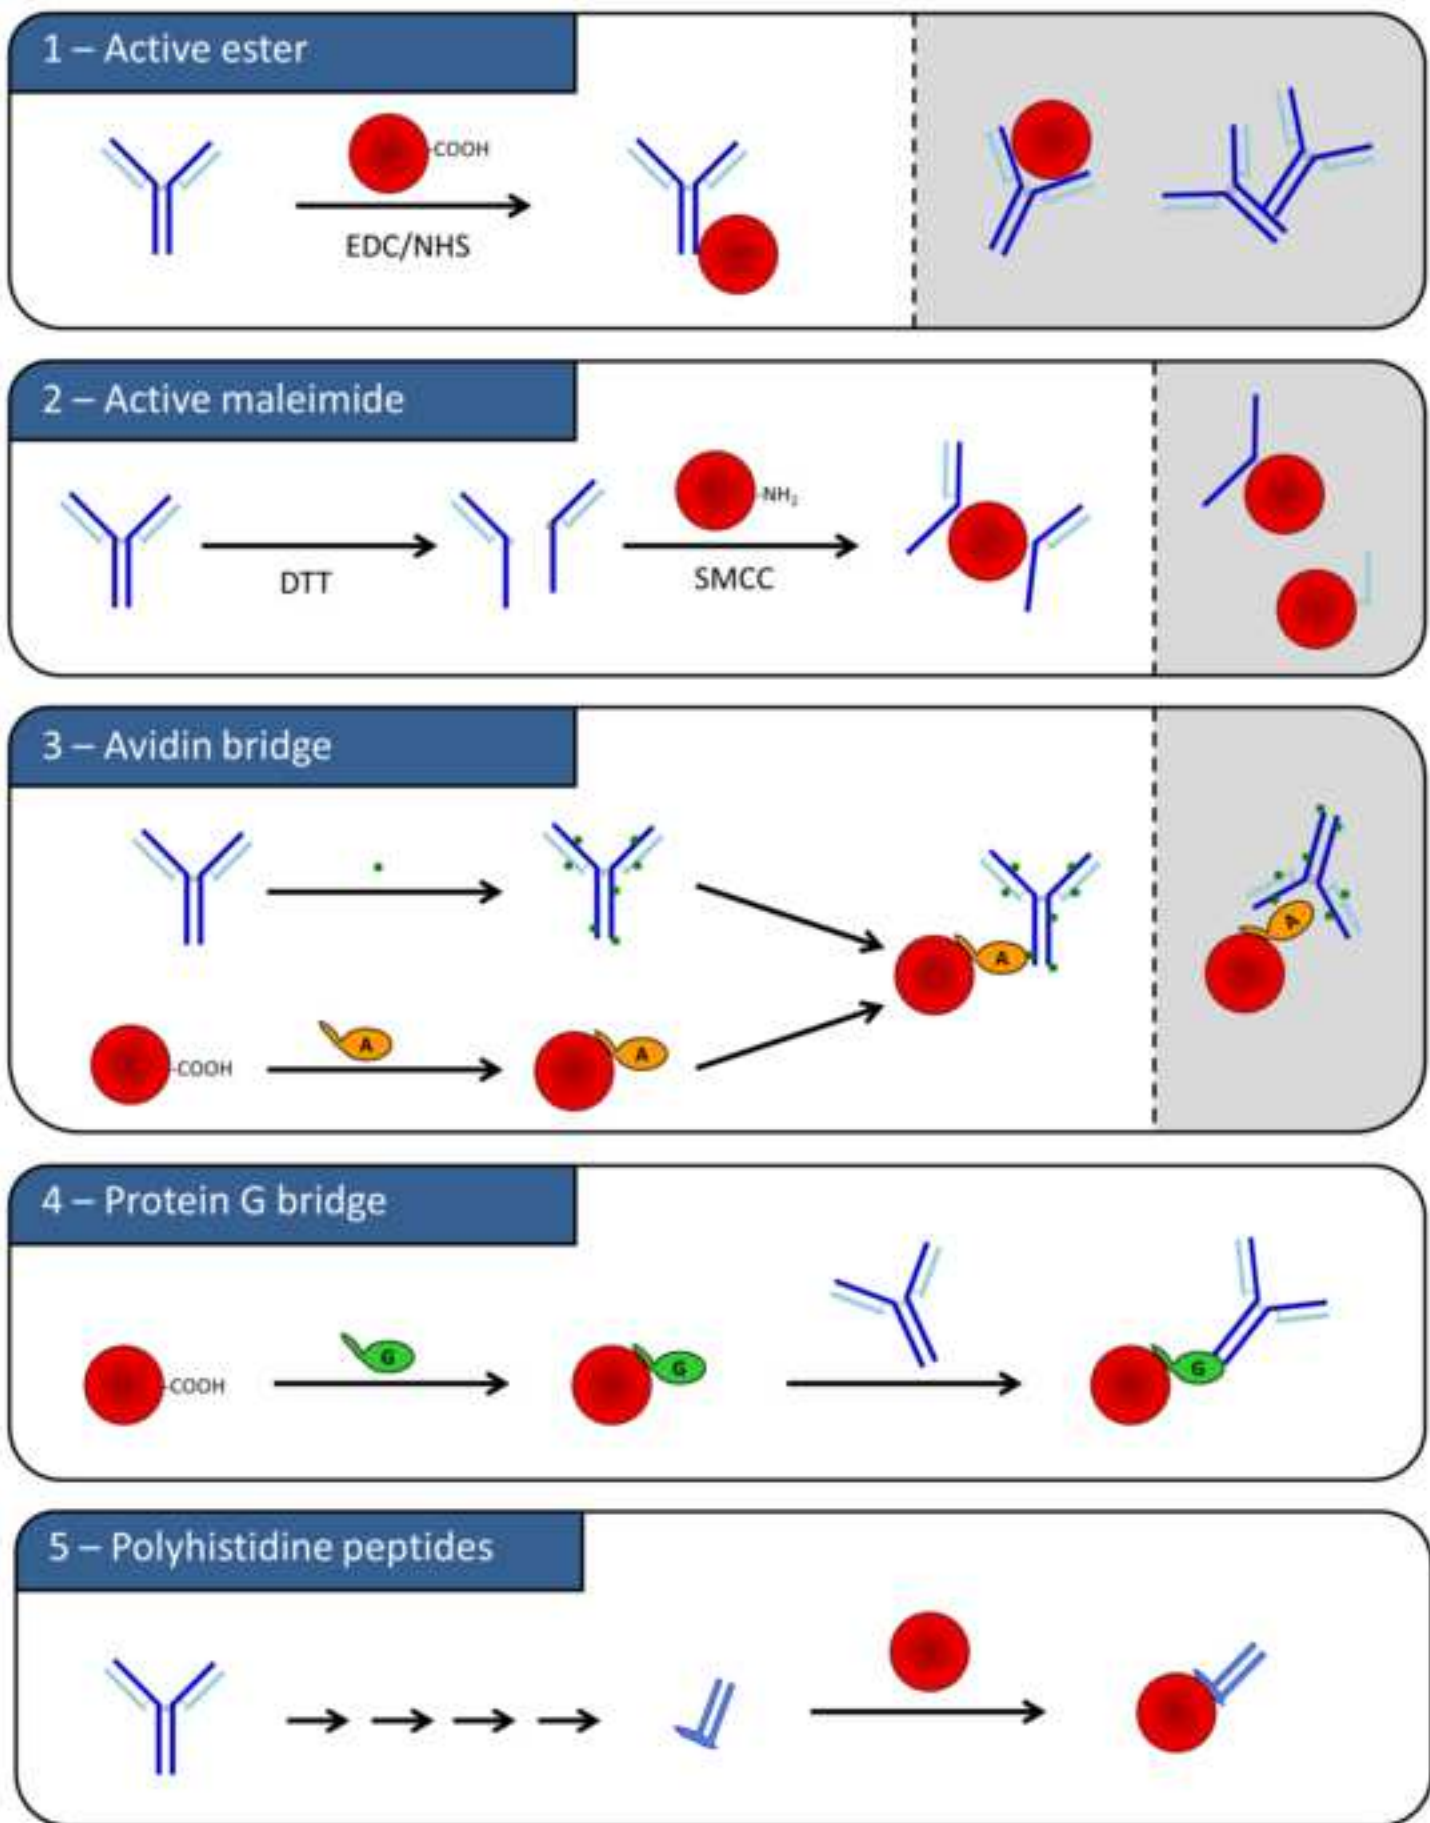 1 – Active ester
-COOH
EDC/NHS
2 – Active maleimide
-NH₂
DTT
SMCC
3 – Avidin bridge
A
A
A
A
-COOH
4 – Protein G bridge
G
G
G
-COOH
5 – Polyhistidine peptides